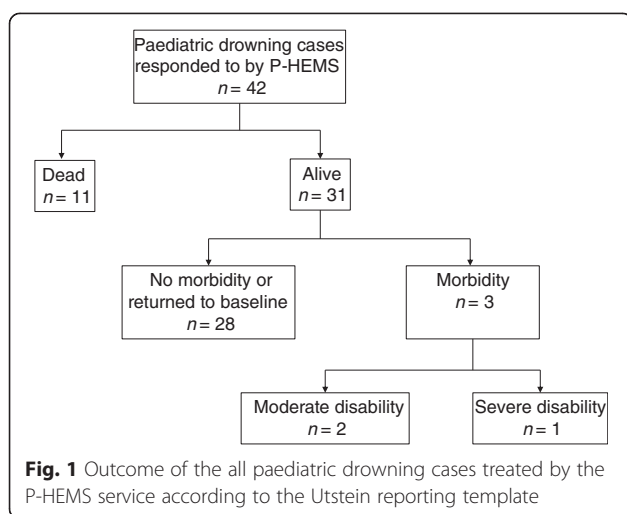 Paediatric drowning cases
responded to by P-HEMS
n = 42
Dead
n = 11
Alive
n = 31
No morbidity or
returned to baseline
n = 28
Morbidity
n = 3
Moderate disability
n = 2
Severe disability
n = 1
Fig. 1 Outcome of the all paediatric drowning cases treated by the
P-HEMS service according to the Utstein reporting template